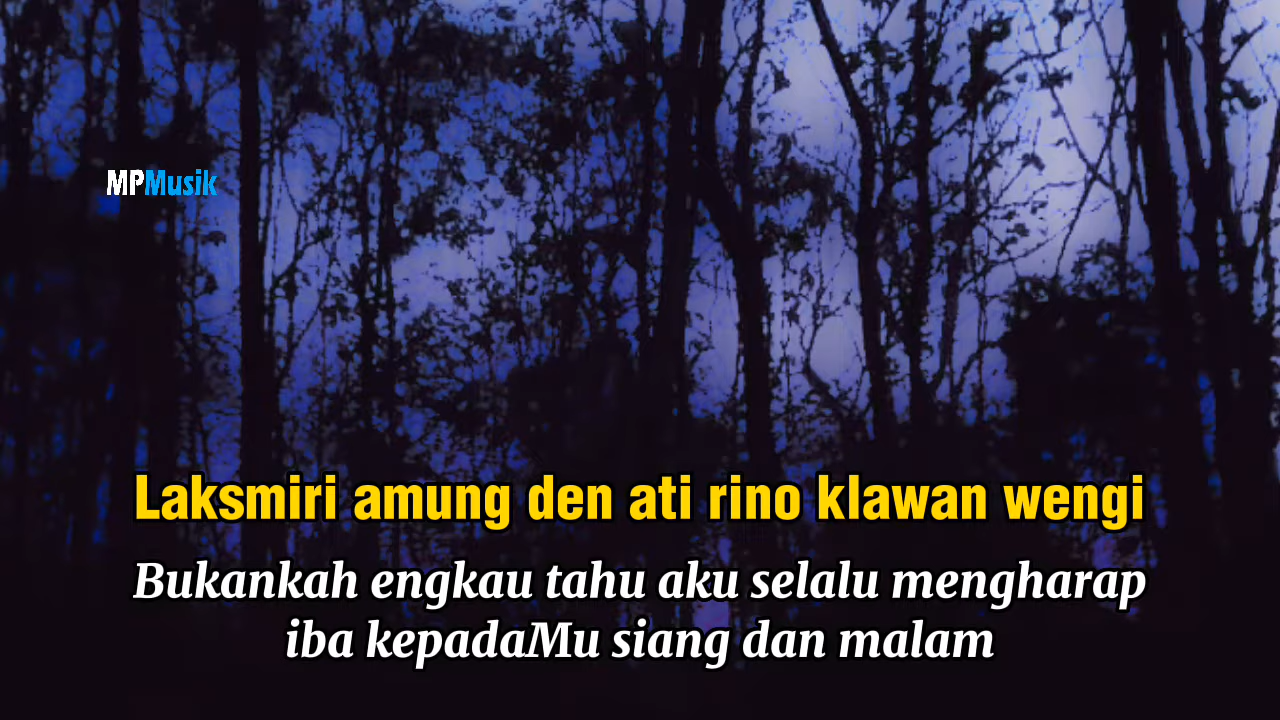 MPMusik
Laksmiri amung den ati rino klawan wengi
Bukankah engkau tahu aku selalu mengharap
iba kepadaMu siang dan malam